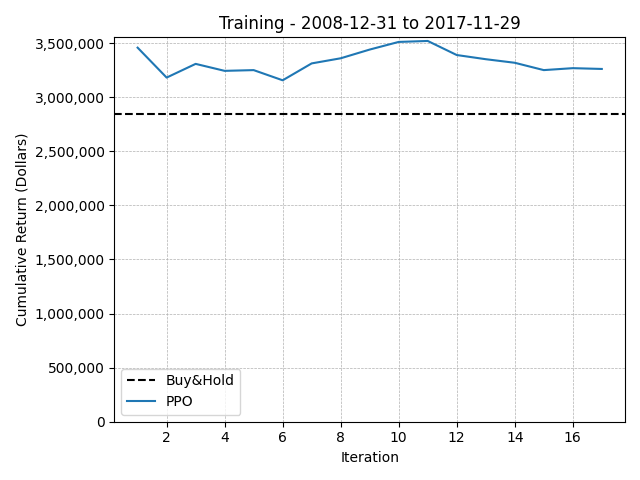 Training - 2008-12-31 to 2017-11-29
Cumulative Return (Dollars)
3,500,000
3,000,000
2,500,000
2,000,000
1,500,000
1,000,000
500,000
0
Buy&Hold
PPO
2 4 6 8 10 12 14 16
Iteration